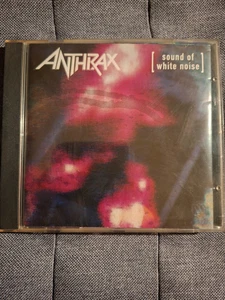 ANTHRAX
[ sound of
white noise ]